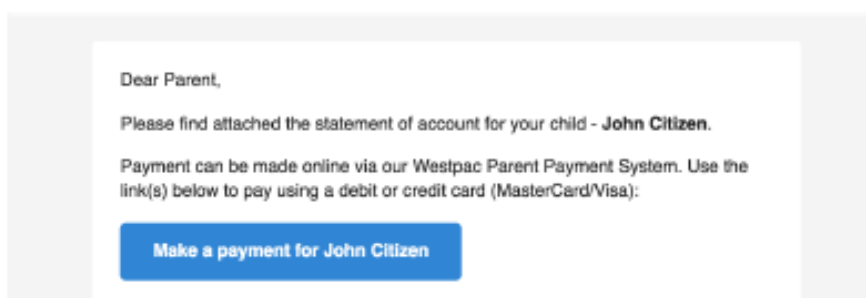 Dear Parent,
Please find attached the statement of account for your child - John Citizen.
Payment can be made online via our Westpac Parent Payment System. Use the
link(s) below to pay using a debit or credit card (MasterCard/Visa):
Make a payment for John Citizen